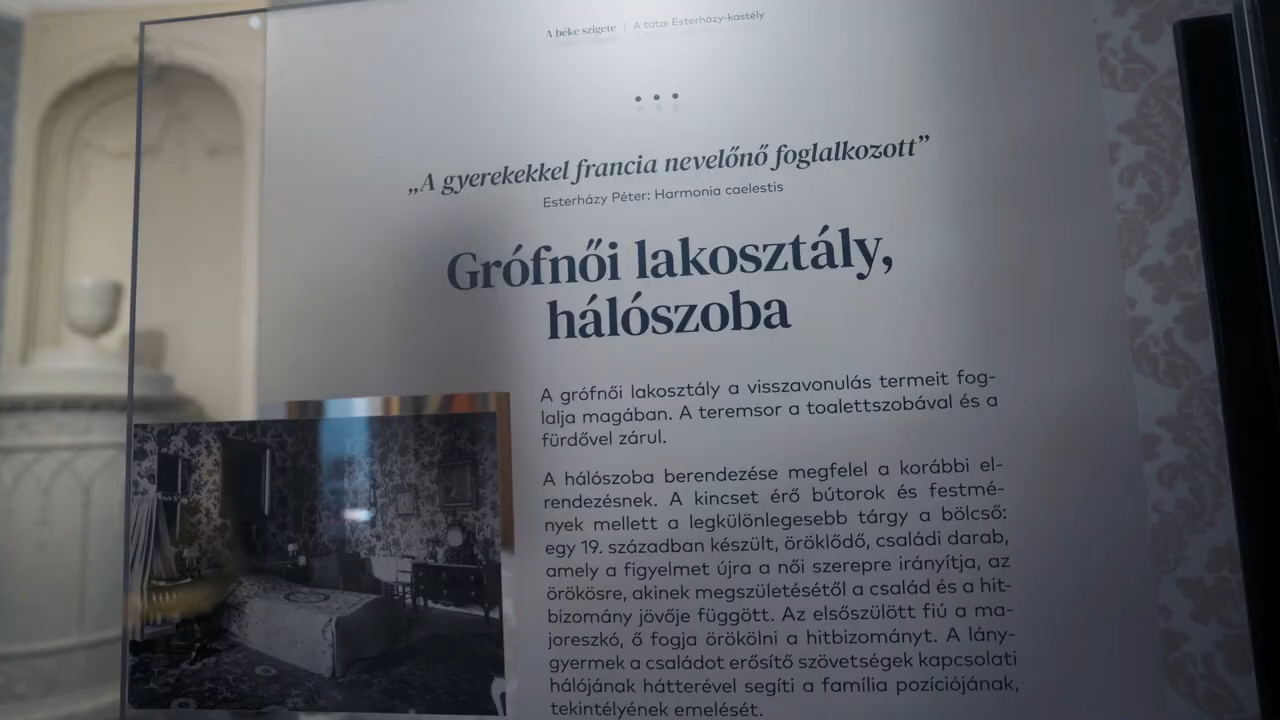 A béke szigete | A tatai Esterházy-kastély
• • •
„A gyerekekkel francia nevelőnő foglalkozott”
Esterházy Péter: Harmonia caelestis
Grófnői lakosztály,
hálószoba
A grófnői lakosztály a visszavonulás termeit fog-
lalja magában. A teremsor a toalettszobával és a
fürdővel zárul.
A hálószoba berendezése megfelel a korábbi el-
rendezésnek. A kincset érő bútorok és festmé-
nyek mellett a legkülönlegesebb tárgy a bölcső:
egy 19. században készült, öröklődő, családi darab,
amely a figyelmet újra a női szerepre irányítja, az
örökösre, akinek megszületésétől a család és a hit-
bizomány jövője függött. Az elsőszülött fiú a ma-
joreszkó, ő fogja örökölni a hitbizományt. A lány-
gyermek a családot erősítő szövetségek kapcsolati
hálójának hátterével segíti a família pozíciójának,
tekintélyének emelését.